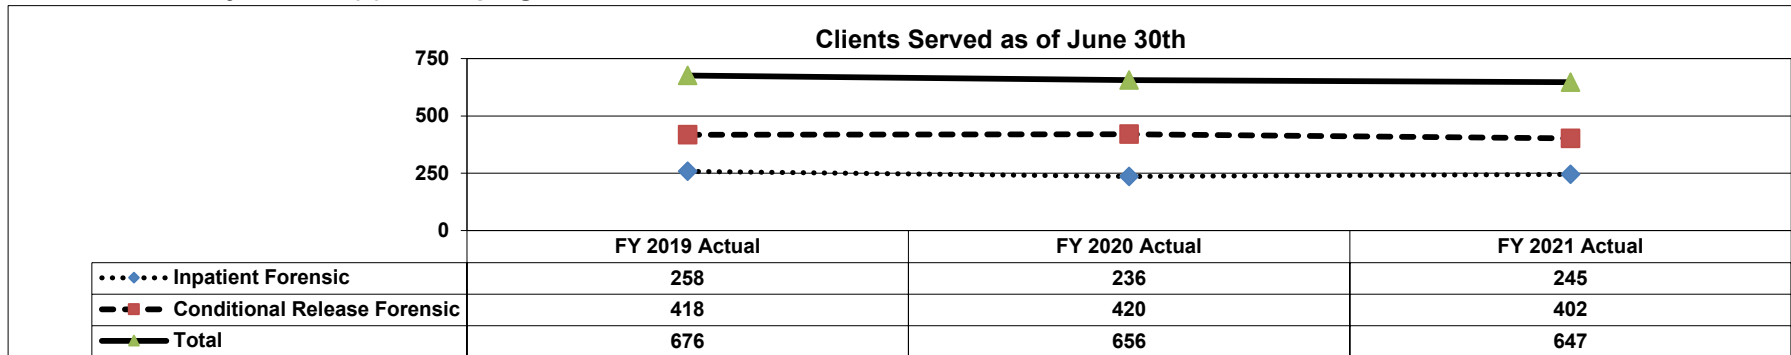 Clients Served as of June 30th
750
500
250
0
FY 2019 Actual FY 2020 Actual FY 2021 Actual
Inpatient Forensic 258 236 245
Conditional Release Forensic 418 420 402
Total 676 656 647